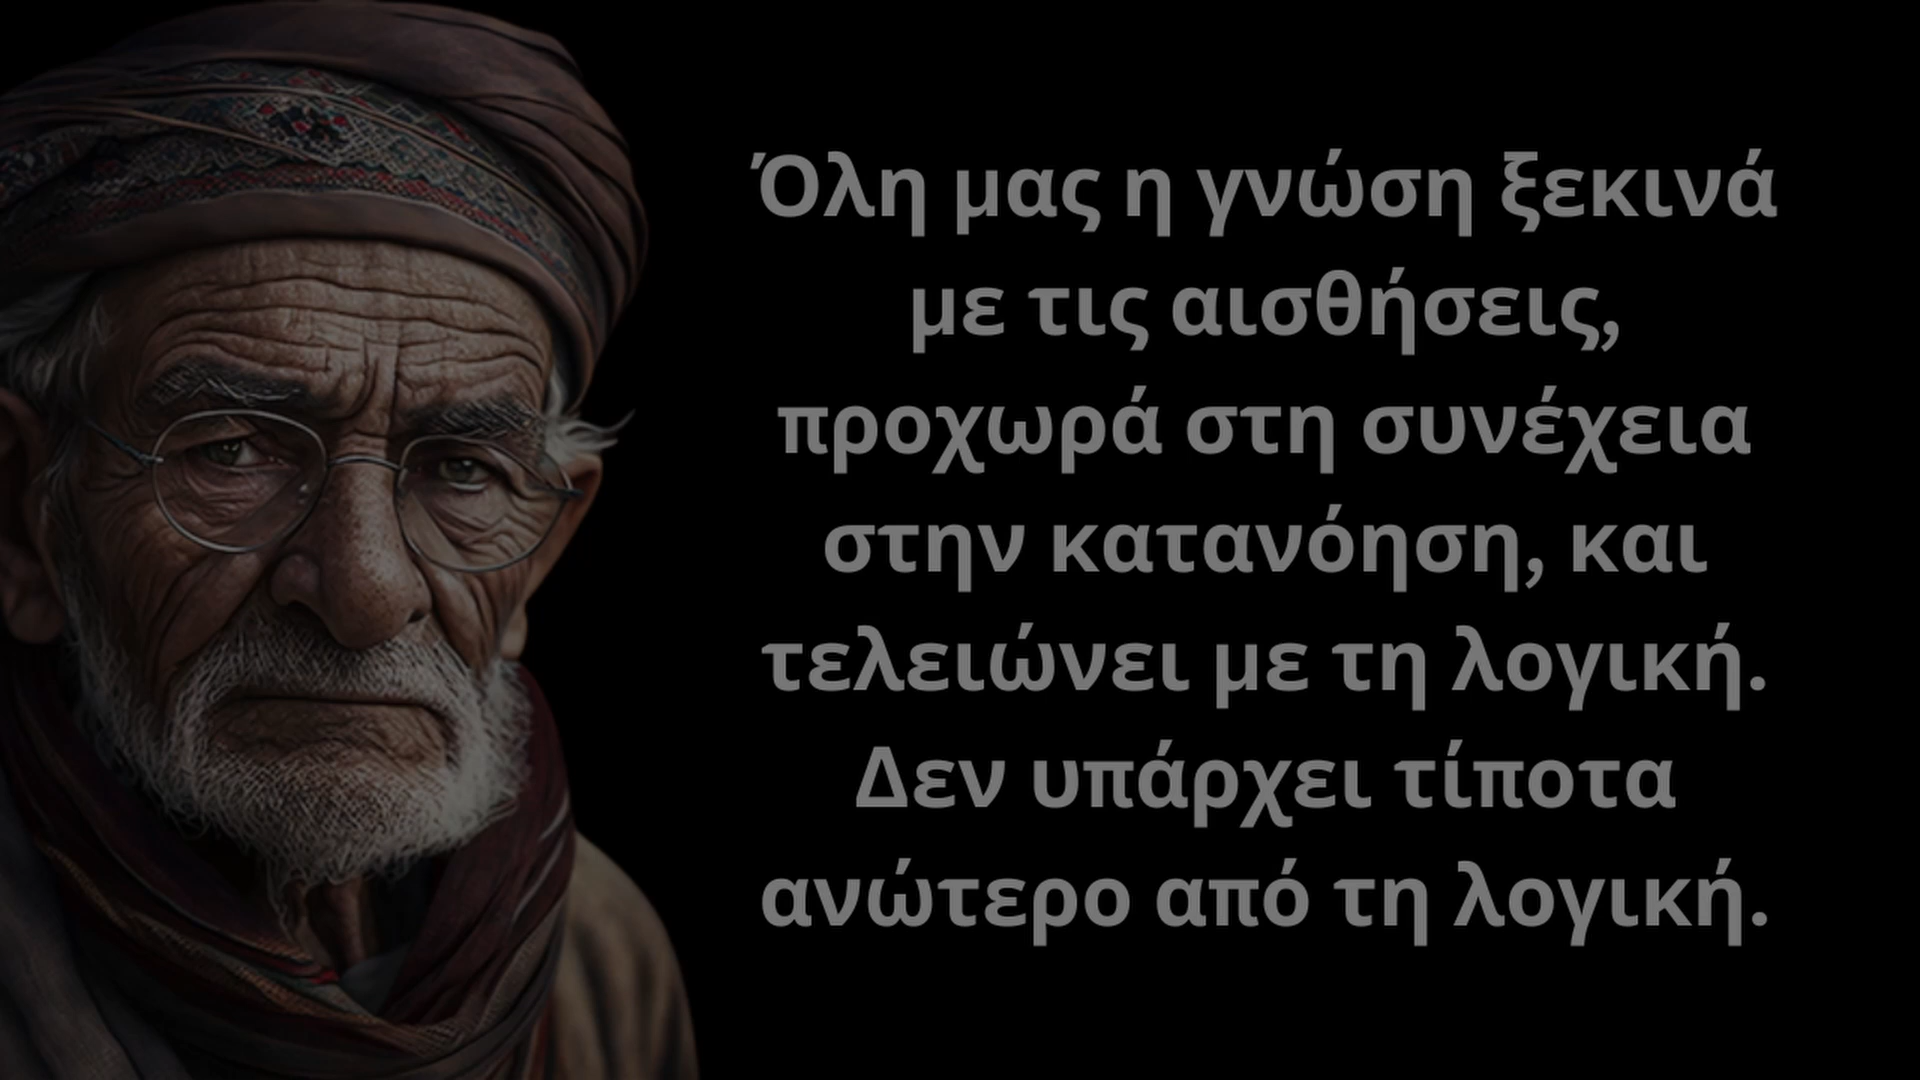 Όλη μας η γνώση ξεκινά
με τις αισθήσεις,
προχωρά στη συνέχεια
στην κατανόηση, και
τελειώνει με τη λογική.
Δεν υπάρχει τίποτα
ανώτερο από τη λογική.